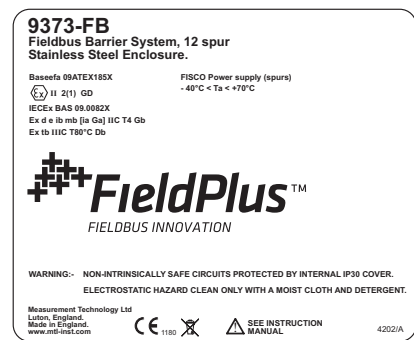 9373-FB
Fieldbus Barrier System, 12 spur
Stainless Steel Enclosure.
Baseefa 09ATEX185X
Ex II 2(1) GD
IECEx BAS 09.0082X
Ex d e ib mb [ia Ga] IIC T4 Gb
Ex tb IIIC T80°C Db
FISCO Power supply (spurs)
- 40°C < Ta < +70°C
FieldPlus™
FIELDBUS INNOVATION
WARNING:- NON-INTRINSICALLY SAFE CIRCUITS PROTECTED BY INTERNAL IP30 COVER.
ELECTROSTATIC HAZARD CLEAN ONLY WITH A MOIST CLOTH AND DETERGENT.
Measurement Technology Ltd
Luton, England.
Made in England.
www.mtl-inst.com
CE 1180
SEE INSTRUCTION
MANUAL
4202/A